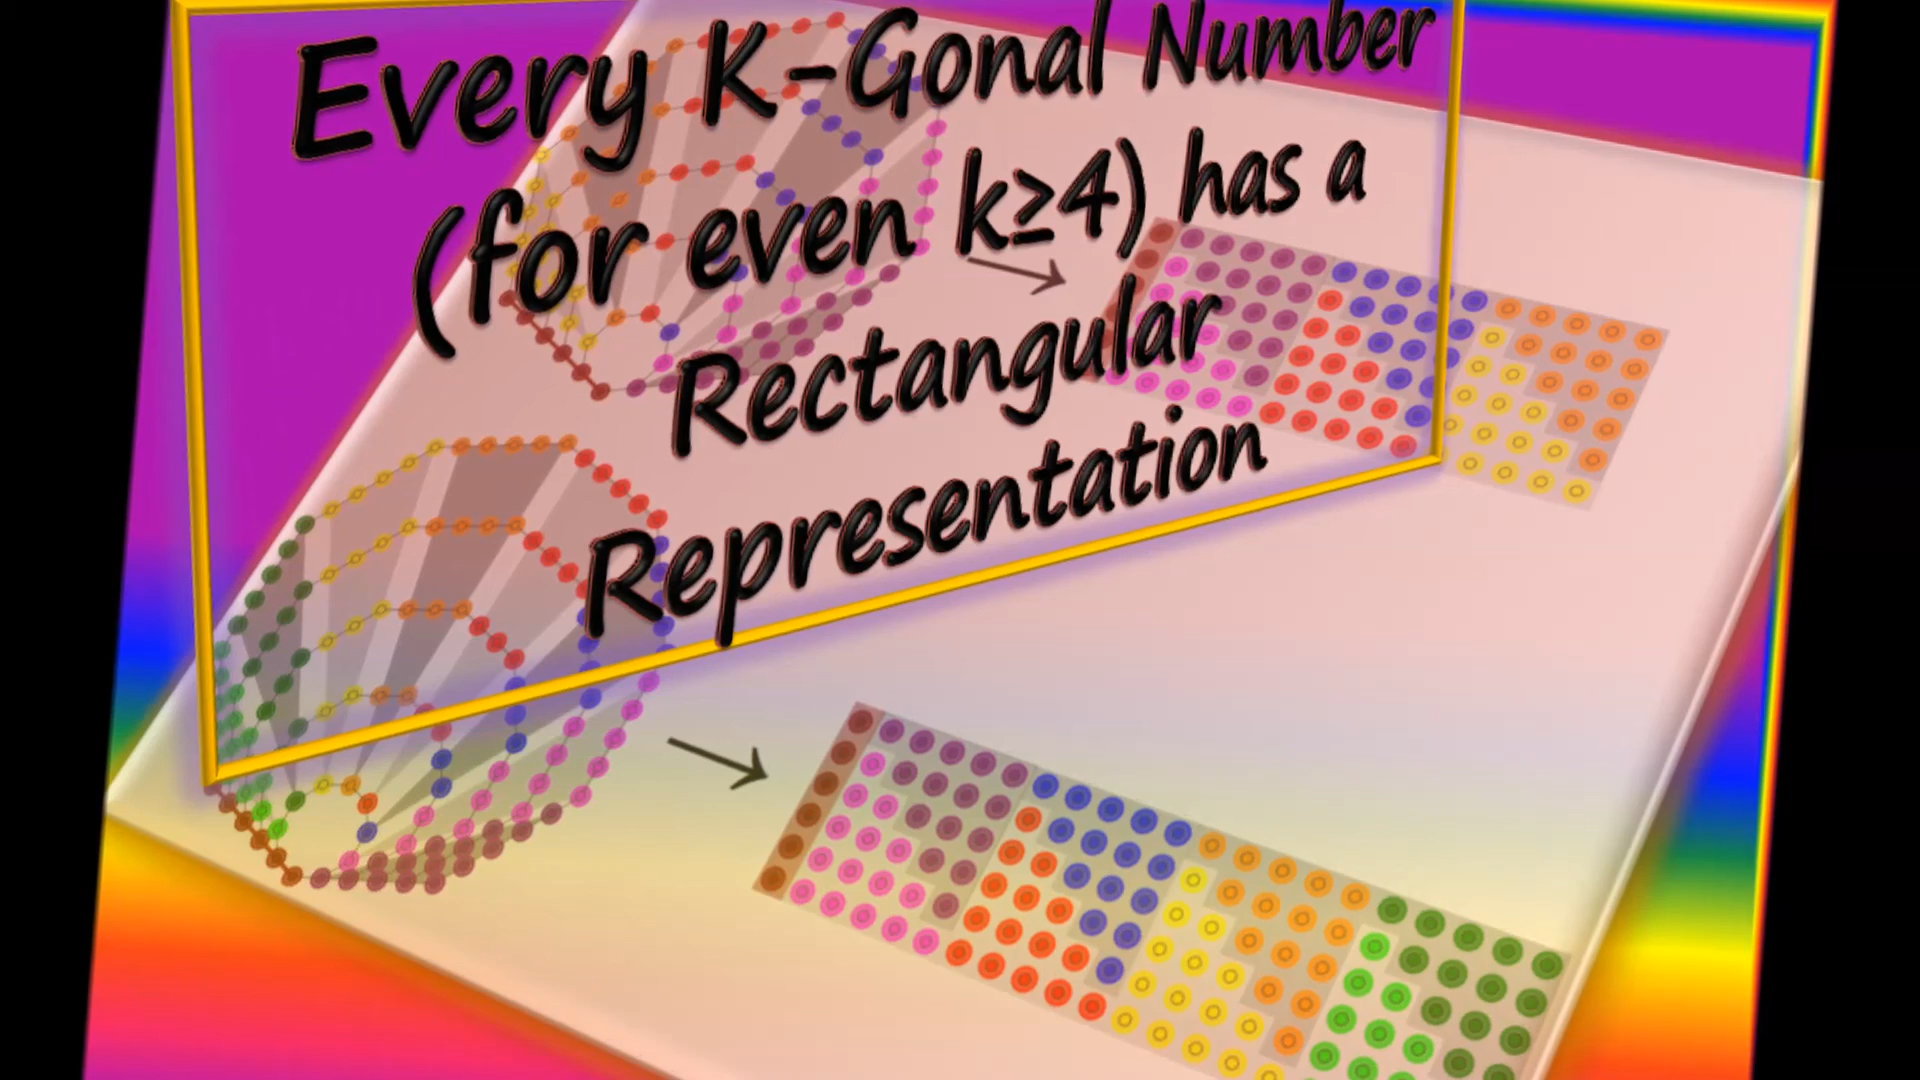 Every K-Gonal Number
(for even k≥4) has a
Rectangular
Representation